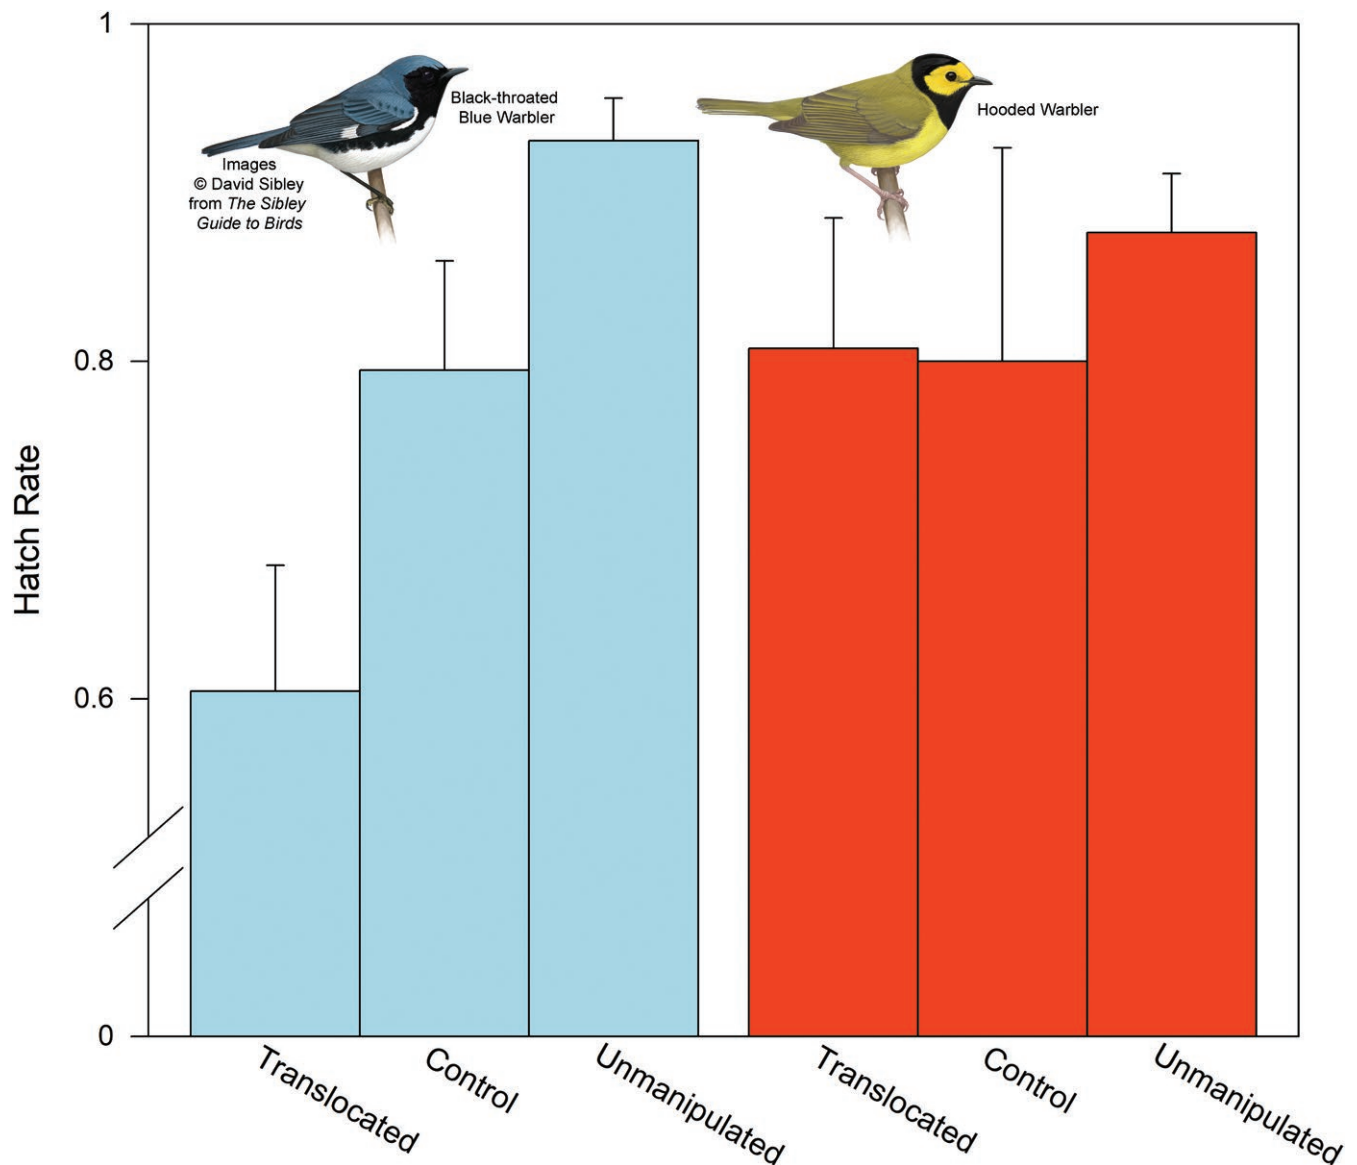 1
Black-throated
Blue Warbler
Hooded Warbler
Images
© David Sibley
from The Sibley
Guide to Birds
0.8
Hatch Rate
0.6
0
Translocated
Control
Unmanipulated
Translocated
Control
Unmanipulated